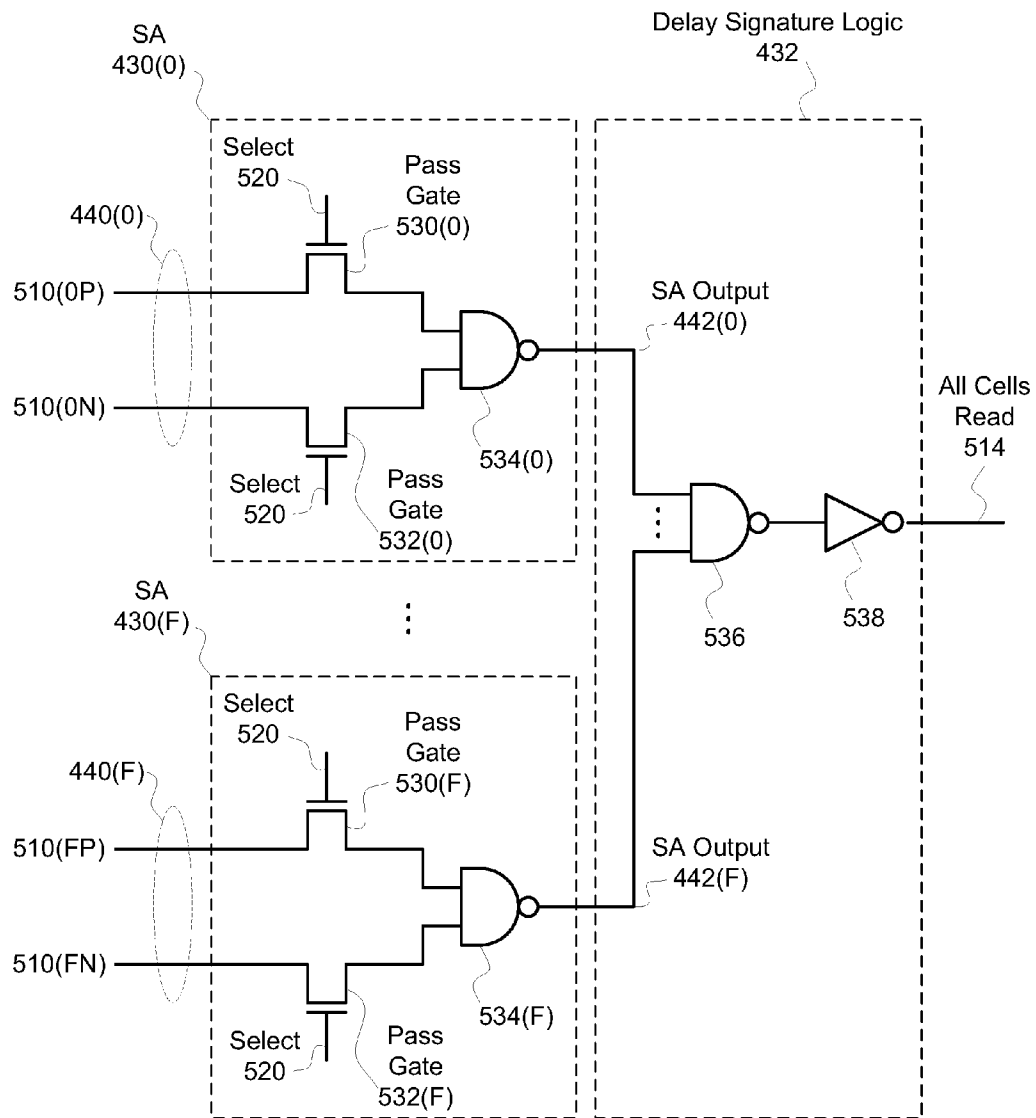 SA
430(0)
Delay Signature Logic
432
Select
520
Pass
Gate
530(0)
440(0)
510(0P)
SA Output
442(0)
510(0N)
534(0)
All Cells
Read
514
Select
520
Pass
Gate
532(0)
536
538
SA
430(F)
Select
520
Pass
Gate
530(F)
440(F)
510(FP)
SA Output
442(F)
510(FN)
534(F)
Select
520
Pass
Gate
532(F)